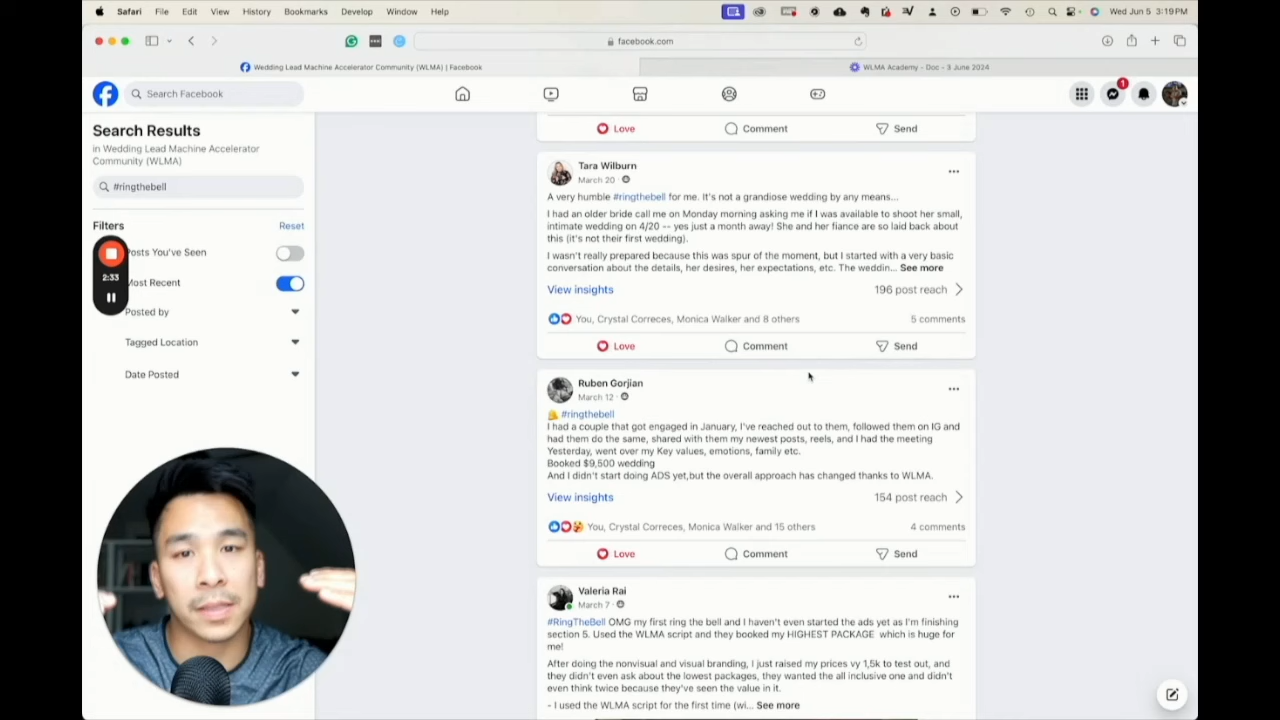 Safari File Edit View History Bookmarks Develop Window Help Wed Jun 5 3:19 PM
facebook.com
Wedding Lead Machine Accelerator Community (WLMA) | Facebook
WLMA Academy - Doc - 3 June 2024
Search Facebook
1
Search Results
in Wedding Lead Machine Accelerator
Community (WLMA)
#ringthebell
Filters
Reset
Posts You've Seen
Most Recent
2:33
Posted by
Tagged Location
Date Posted
Love Comment Send
Tara Wilburn
March 20
A very humble #ringthebell for me. It's not a grandiose wedding by any means...
I had an older bride call me on Monday morning asking me if I was available to shoot her small,
intimate wedding on 4/20 -- yes just a month away! She and her fiance are so laid back about
this (it's not their first wedding).
I wasn't really prepared because this was spur of the moment, but I started with a very basic
conversation about the details, her desires, her expectations, etc. The weddin... See more
View insights 196 post reach
You, Crystal Correces, Monica Walker and 8 others 5 comments
Love Comment Send
Ruben Gorjian
March 12
#ringthebell
I had a couple that got engaged in January, I've reached out to them, followed them on IG and
had them do the same, shared with them my newest posts, reels, and I had the meeting
Yesterday, went over my Key values, emotions, family etc.
Booked $9,500 wedding
And I didn't start doing ADS yet,but the overall approach has changed thanks to WLMA.
View insights 154 post reach
You, Crystal Correces, Monica Walker and 15 others 4 comments
Love Comment Send
Valeria Rai
March 7
#RingTheBell OMG my first ring the bell and I haven't even started the ads yet as I'm finishing
section 5. Used the WLMA script and they booked my HIGHEST PACKAGE which is huge for
me!
After doing the nonvisual and visual branding, I just raised my prices vy 1,5k to test out, and
they didn't even ask about the lowest packages, they wanted the all inclusive one and didn't
even think twice because they've seen the value in it.
- I used the WLMA script for the first time (wi... See more